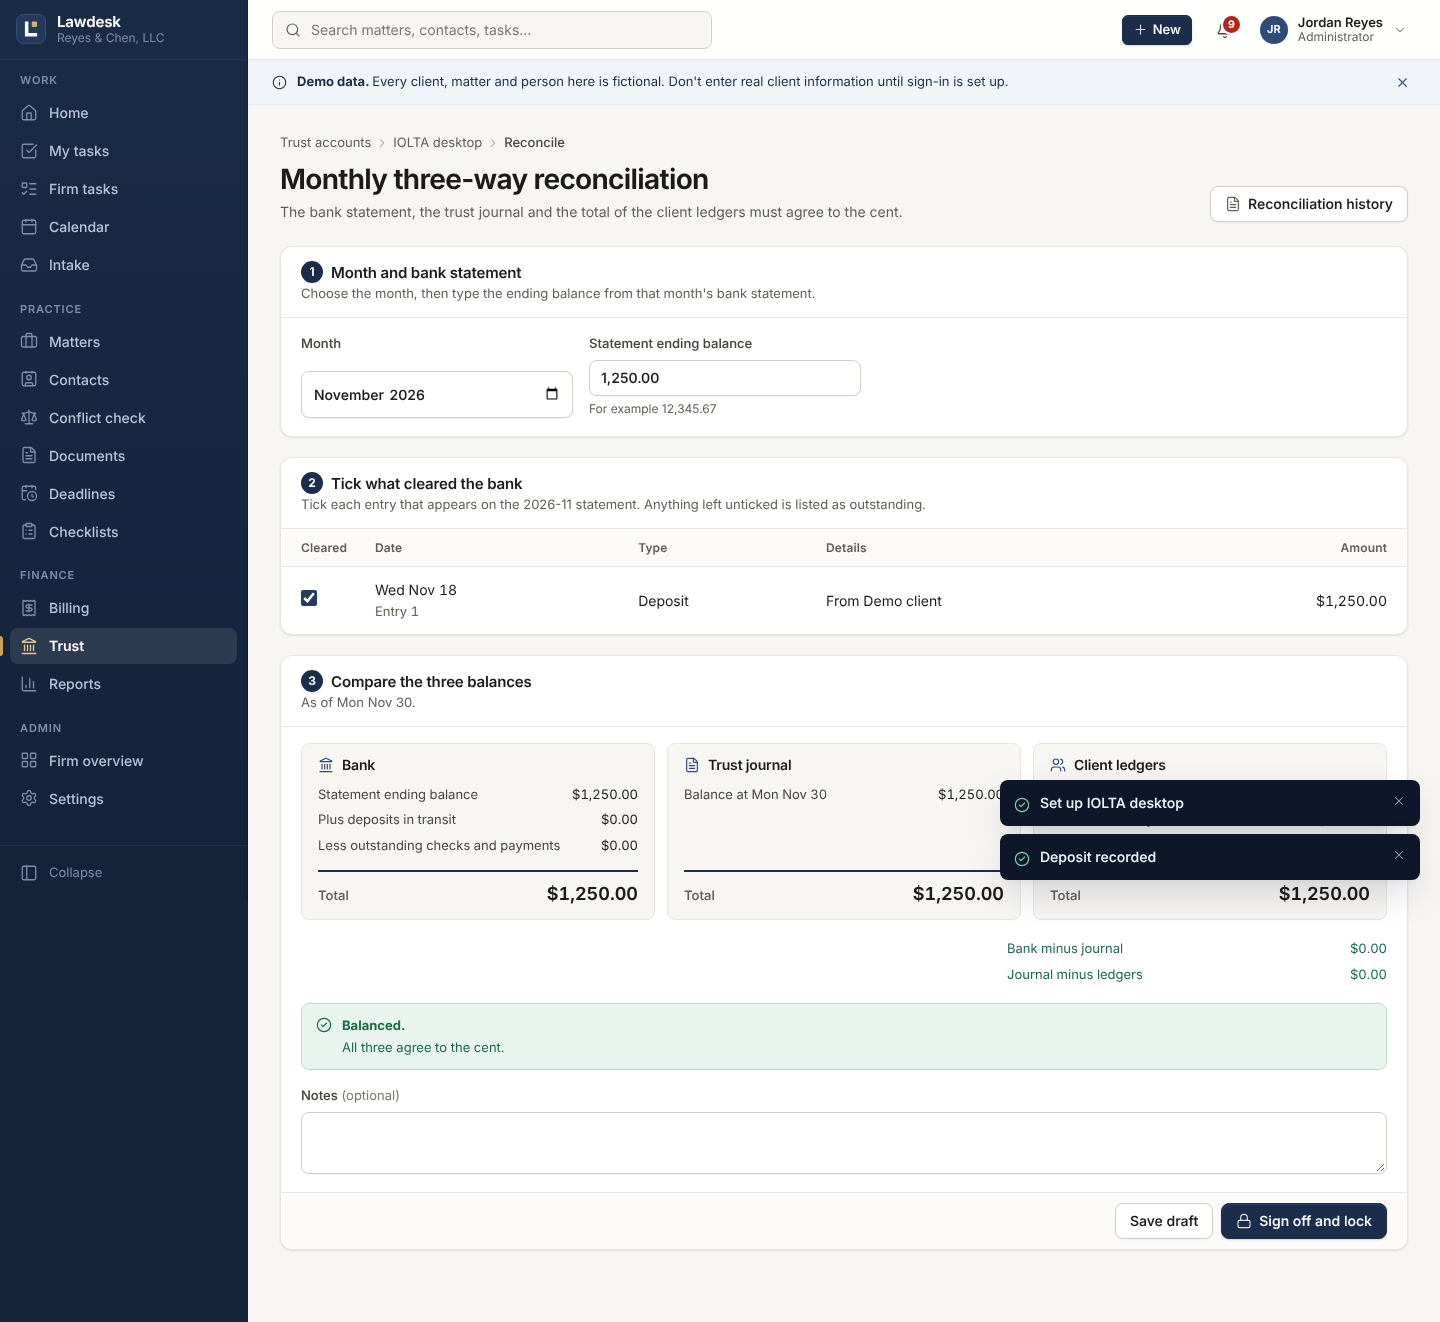 Lawdesk
Reyes & Chen, LLC
WORK
Home
My tasks
Firm tasks
Calendar
Intake
PRACTICE
Matters
Contacts
Conflict check
Documents
Deadlines
Checklists
FINANCE
Billing
Trust
Reports
ADMIN
Firm overview
Settings
Collapse
Search matters, contacts, tasks...
New
9
JR
Jordan Reyes
Administrator
Demo data. Every client, matter and person here is fictional. Don't enter real client information until sign-in is set up.
Trust accounts > IOLTA desktop > Reconcile
Monthly three-way reconciliation
The bank statement, the trust journal and the total of the client ledgers must agree to the cent.
Reconciliation history
1 Month and bank statement
Choose the month, then type the ending balance from that month's bank statement.
Month
November 2026
Statement ending balance
1,250.00
For example 12,345.67
2 Tick what cleared the bank
Tick each entry that appears on the 2026-11 statement. Anything left unticked is listed as outstanding.
Cleared Date Type Details Amount
Wed Nov 18
Entry 1
Deposit From Demo client $1,250.00
3 Compare the three balances
As of Mon Nov 30.
Bank
Statement ending balance $1,250.00
Plus deposits in transit $0.00
Less outstanding checks and payments $0.00
Total $1,250.00
Trust journal
Balance at Mon Nov 30 $1,250.00
Total $1,250.00
Client ledgers
Set up IOLTA desktop
Deposit recorded
Total $1,250.00
Bank minus journal $0.00
Journal minus ledgers $0.00
Balanced.
All three agree to the cent.
Notes (optional)
Save draft
Sign off and lock